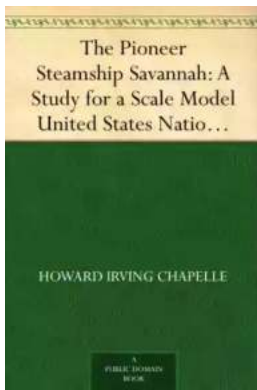 The Pioneer
Steamship Savannah: A
Study for a Scale Model
United States Natio...
HOWARD IRVING CHAPELLE
A
PUBLIC DOMAIN
BOOK